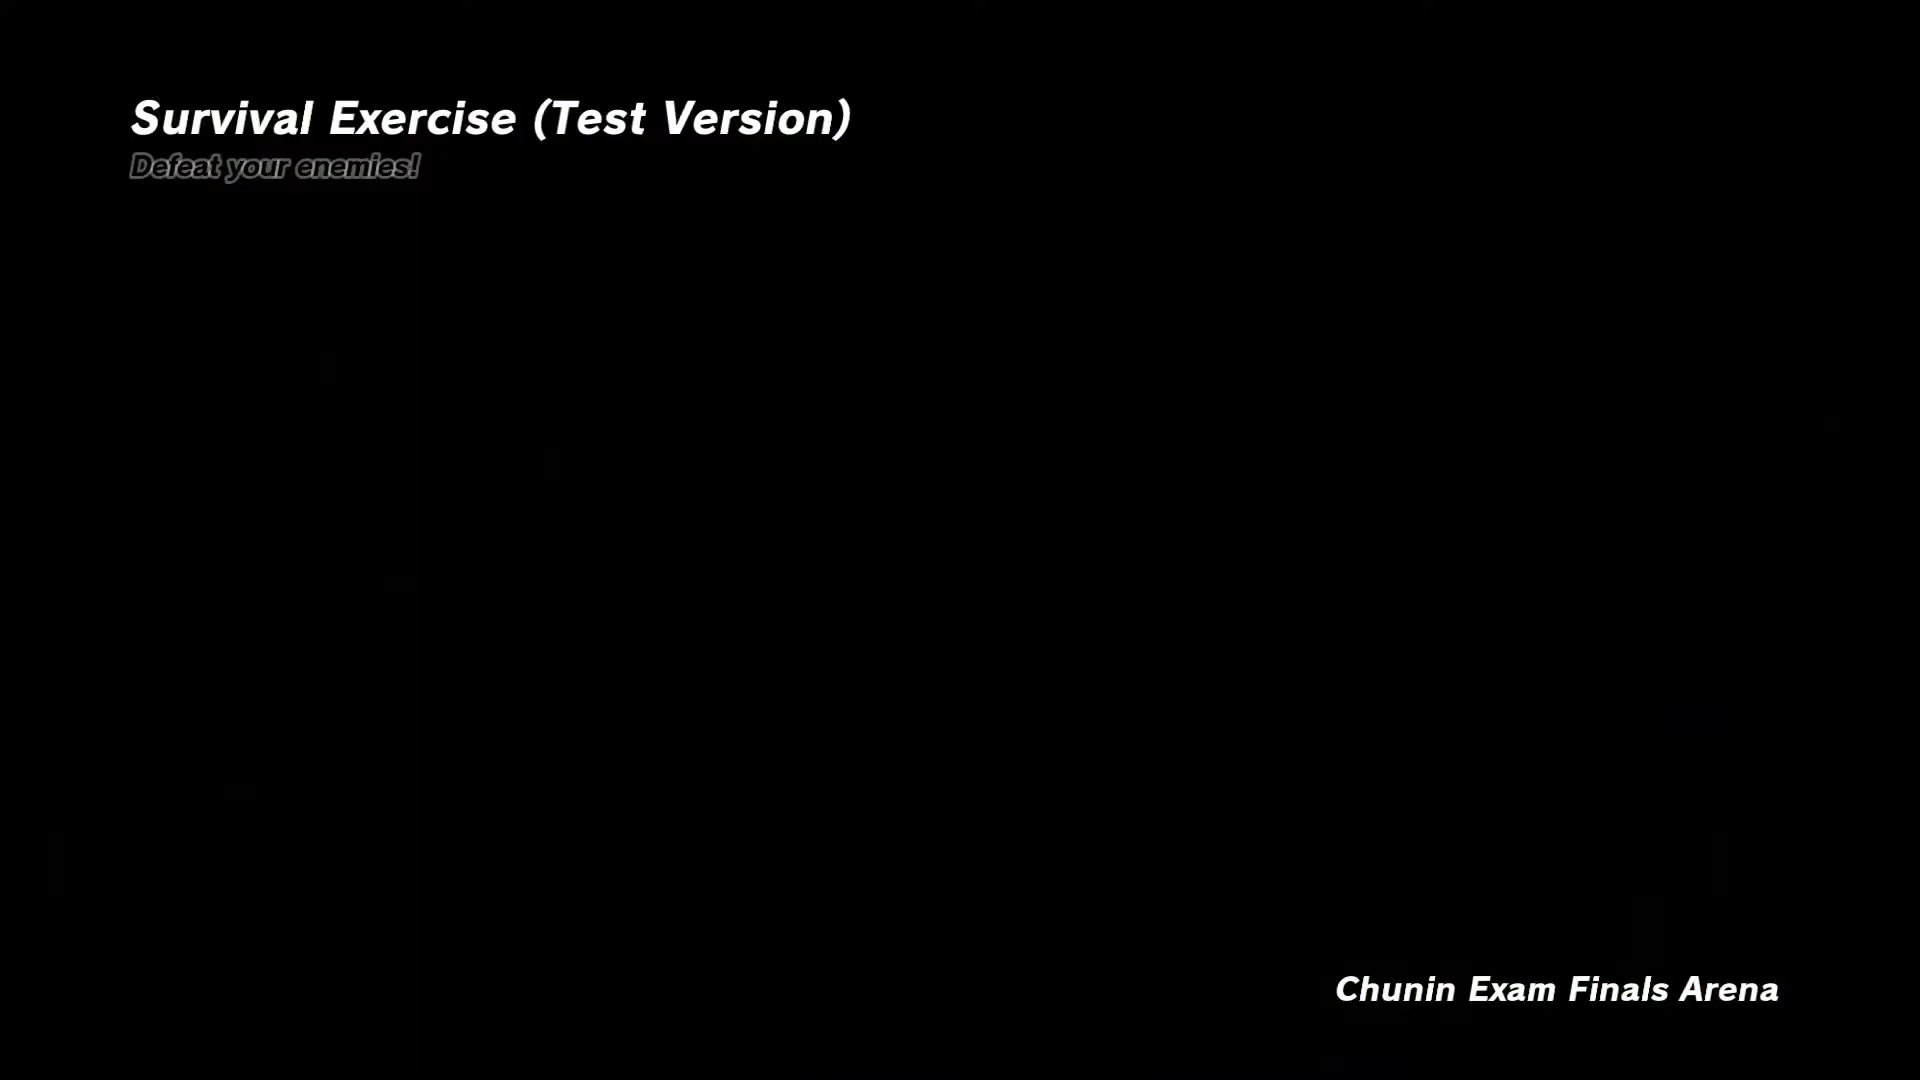 Survival Exercise (Test Version)
Defeat your enemies!
Chunin Exam Finals Arena